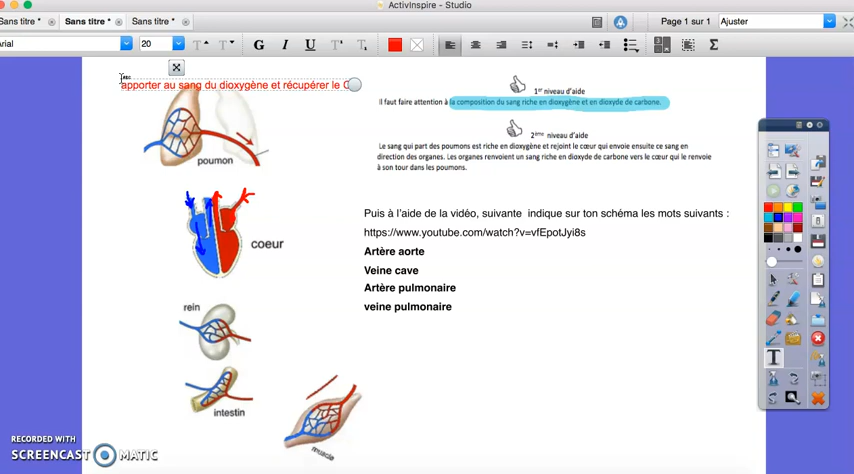 ActivInspire - Studio
Sans titre * Sans titre * Sans titre *
Page 1 sur 1 Ajuster
Arial 20 G I U
apporter au sang du dioxygène et récupérer le C
1er niveau d'aide
Il faut faire attention à la composition du sang riche en dioxygène et en dioxyde de carbone.
2ème niveau d'aide
Le sang qui part des poumons est riche en dioxygène et rejoint le cœur qui envoie ensuite ce sang en
direction des organes. Les organes renvoient un sang riche en dioxyde de carbone vers le cœur qui le renvoie
à son tour dans les poumons.
poumon
Puis à l'aide de la vidéo, suivante indique sur ton schéma les mots suivants :
https://www.youtube.com/watch?v=vfEpotJyi8s
coeur
Artère aorte
Veine cave
Artère pulmonaire
veine pulmonaire
rein
intestin
muscle
RECORDED WITH
SCREENCAST MATIC